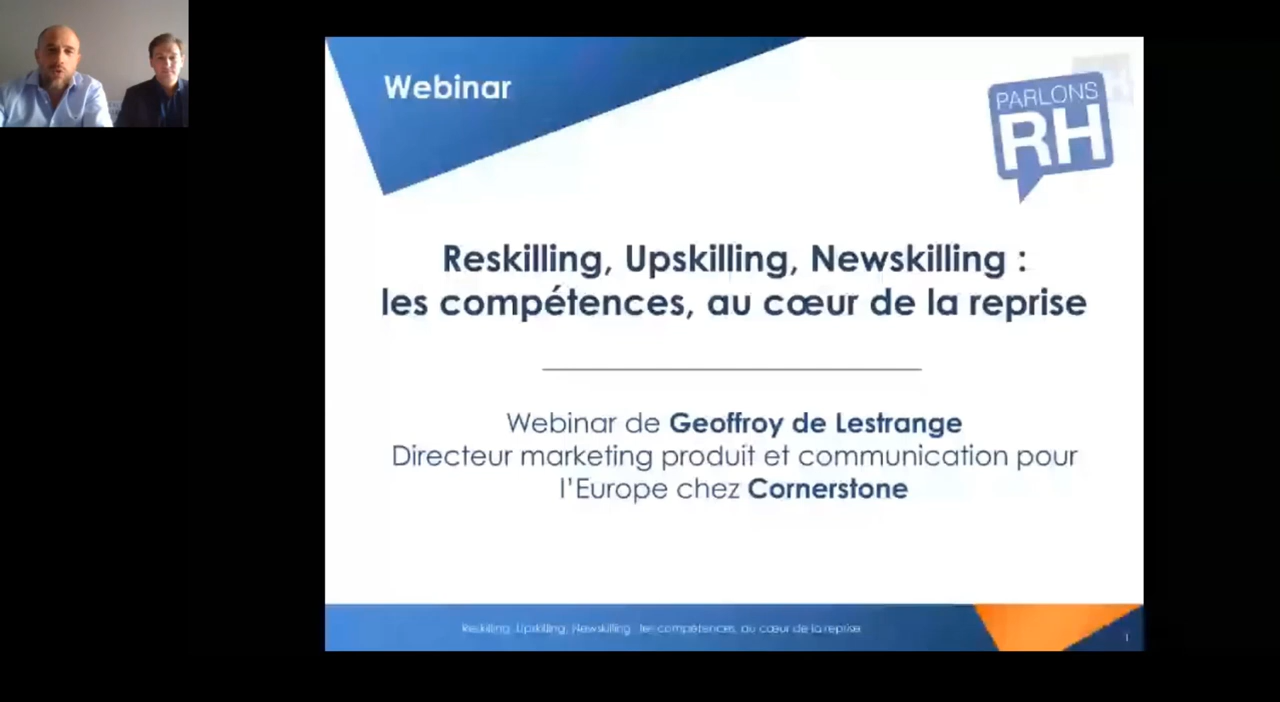 Webinar
PARLONS
RH
Reskilling, Upskilling, Newskilling :
les compétences, au cœur de la reprise
Webinar de Geoffroy de Lestrange
Directeur marketing produit et communication pour
l'Europe chez Cornerstone
Reskilling, Upskilling, Newskilling : les compétences, au cœur de la reprise
1